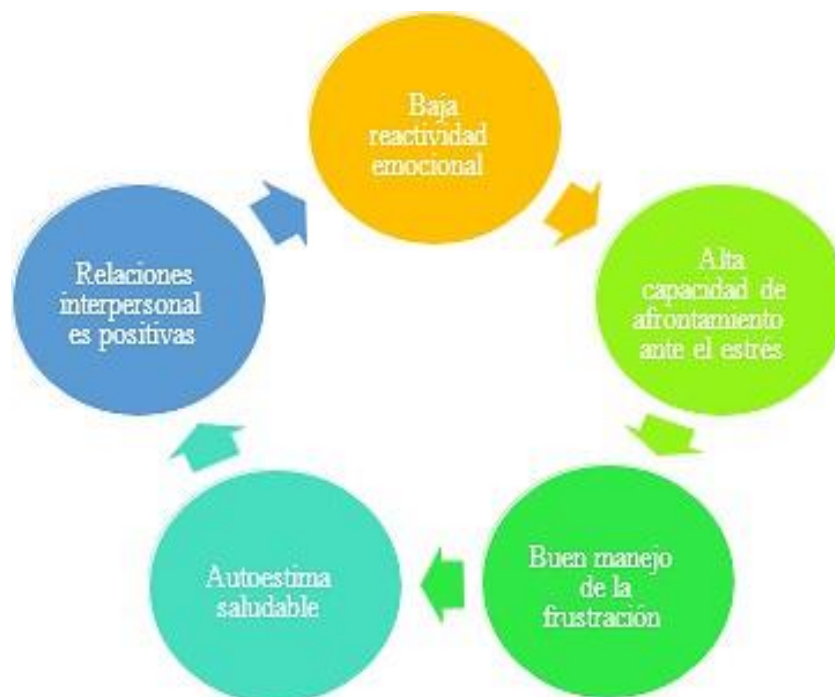 Baja
reactividad
emocional
Alta
capacidad de
afrontamiento
ante el estrés
Buen manejo
de la
frustración
Autoestima
saludable
Relaciones
interpersonal
es positivas